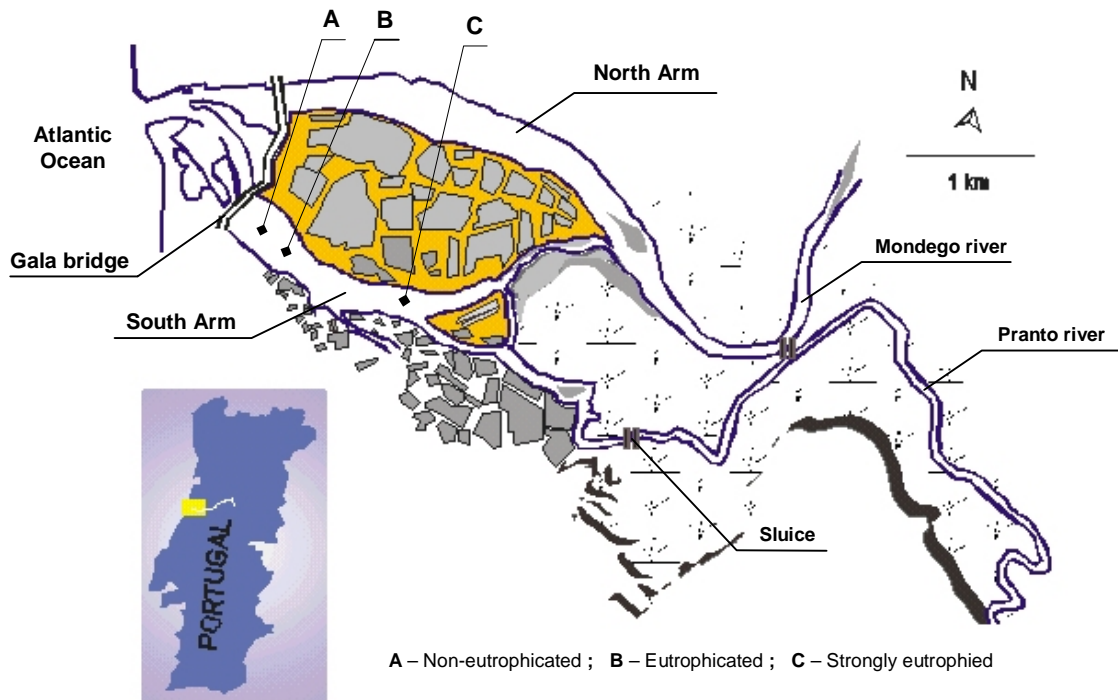 A
B
C
North Arm
N
Atlantic
Ocean
1 km
Mondego river
Gala bridge
South Arm
Pranto river
Sluice
PORTUGAL
A – Non-eutrophicated ; B – Eutrophicated ; C – Strongly eutrophied